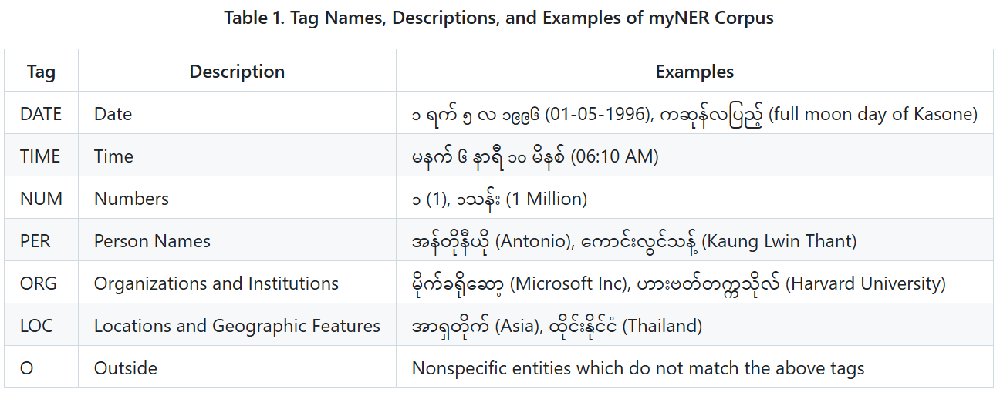 Table 1. Tag Names, Descriptions, and Examples of myNER Corpus
Tag Description Examples
DATE Date ၁ ရက် ၅ လ ၁၉၉၆ (01-05-1996), ကဆုန်လပြည့် (full moon day of Kasone)
TIME Time မနက် ၆ နာရီ ၁၀ မိနစ် (06:10 AM)
NUM Numbers ၁ (1), ၁သန်း (1 Million)
PER Person Names အန်တိုနီယို (Antonio), ကောင်းလွင်သန့် (Kaung Lwin Thant)
ORG Organizations and Institutions မိုက်ခရိုဆော့ (Microsoft Inc), ဟားဗတ်တက္ကသိုလ် (Harvard University)
LOC Locations and Geographic Features အာရှတိုက် (Asia), ထိုင်းနိုင်ငံ (Thailand)
O Outside Nonspecific entities which do not match the above tags